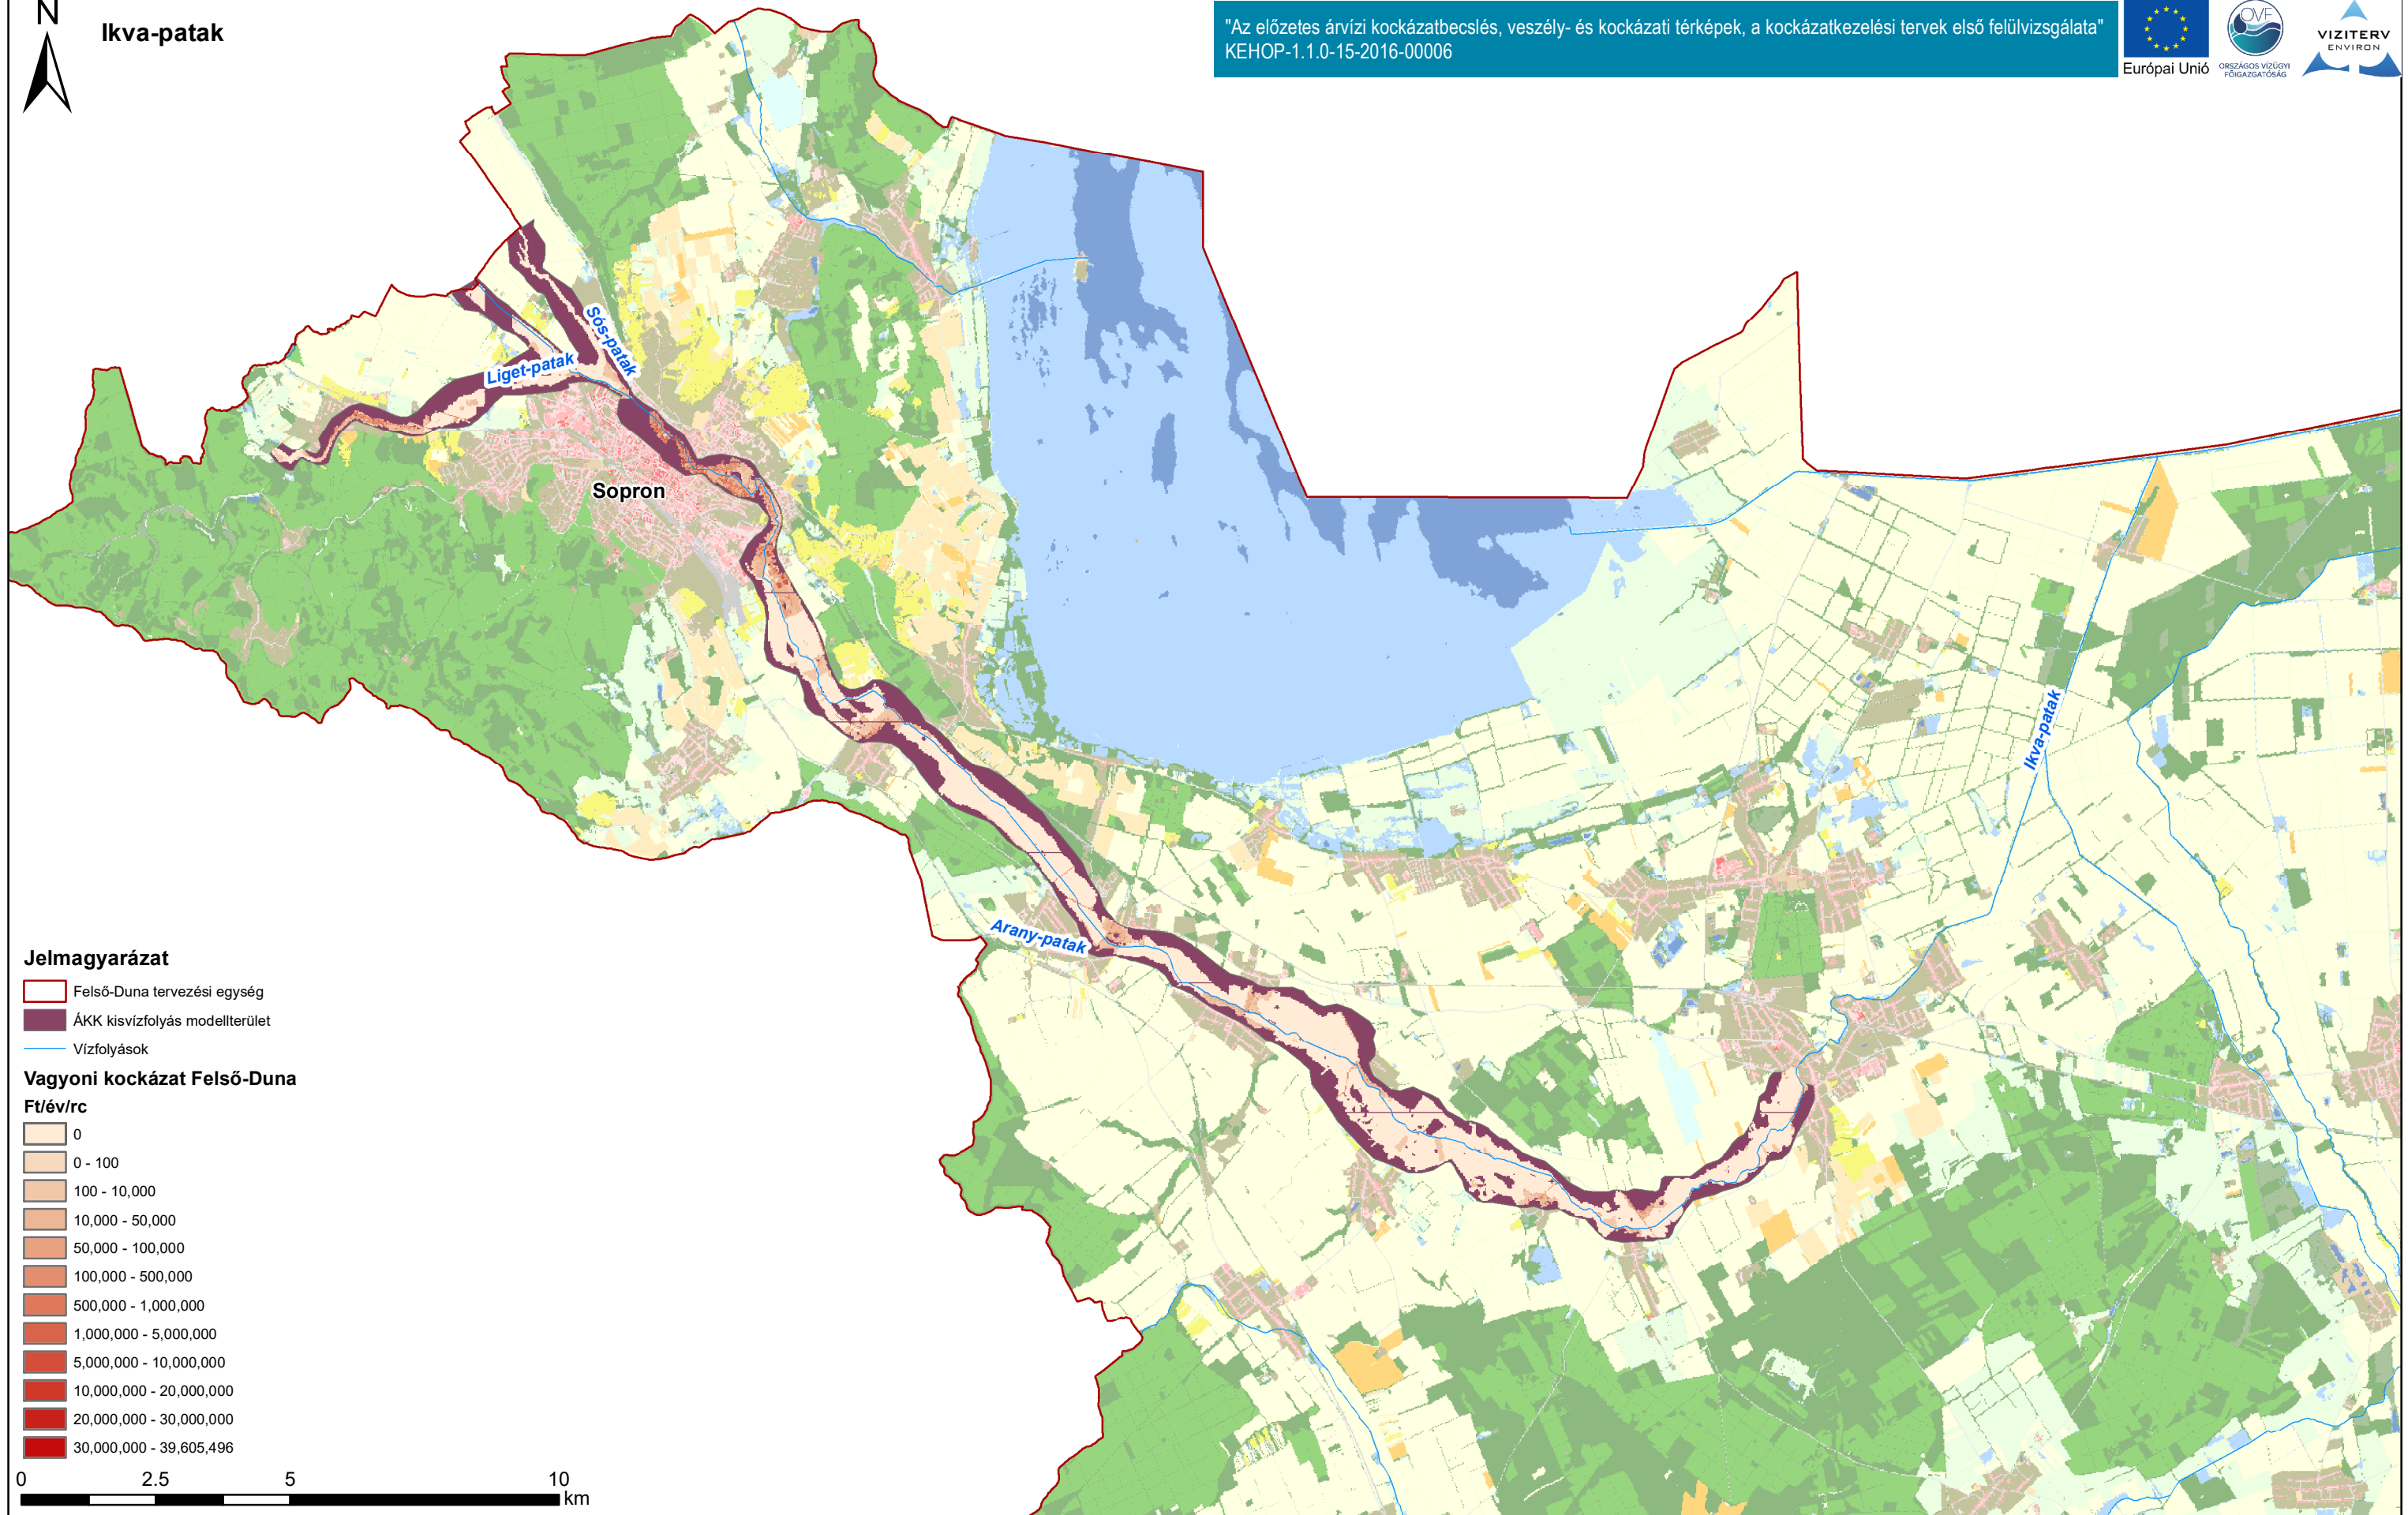 N
Ikva-patak
"Az előzetes árvízi kockázatbecslés, veszély- és kockázati térképek, a kockázatkezelési tervek első felülvizsgálata"
KEHOP-1.1.0-15-2016-00006
Európai Unió
OVF
ORSZÁGOS VÍZÜGYI
FŐIGAZGATÓSÁG
VIZITERV
ENVIRON
Sós-patak
Liget-patak
Sopron
Ikva-patak
Arany-patak
Jelmagyarázat
Felső-Duna tervezési egység
ÁKK kisvízfolyás modellterület
Vízfolyások
Vagyoni kockázat Felső-Duna
Ft/év/rc
0
0 - 100
100 - 10,000
10,000 - 50,000
50,000 - 100,000
100,000 - 500,000
500,000 - 1,000,000
1,000,000 - 5,000,000
5,000,000 - 10,000,000
10,000,000 - 20,000,000
20,000,000 - 30,000,000
30,000,000 - 39,605,496
0 2.5 5 10
km